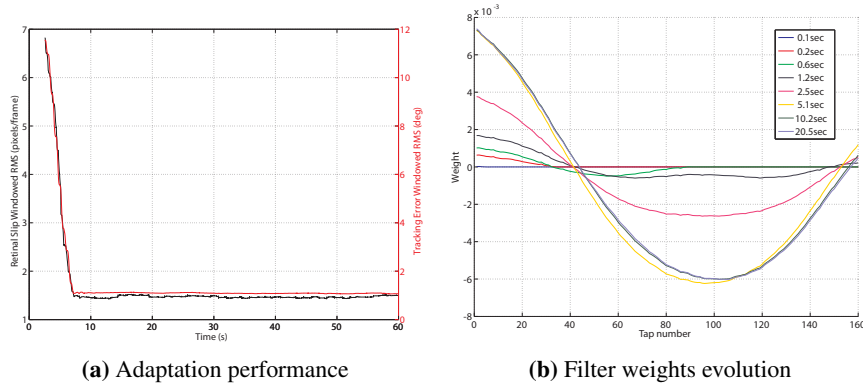 7
6
5
4
3
2
1
0
10
20
30
40
50
60
Time (s)
Retinal Slip Windowed RMS (pixels/frame)
12
10
8
6
4
2
0
Tracking Error Windowed RMS (deg)
(a) Adaptation performance
8 x 10⁻³
6
4
2
0
-2
-4
-6
-8
0
20
40
60
80
100
120
140
160
Tap number
Weight
0.1sec
0.2sec
0.6sec
1.2sec
2.5sec
5.1sec
10.2sec
20.5sec
(b) Filter weights evolution